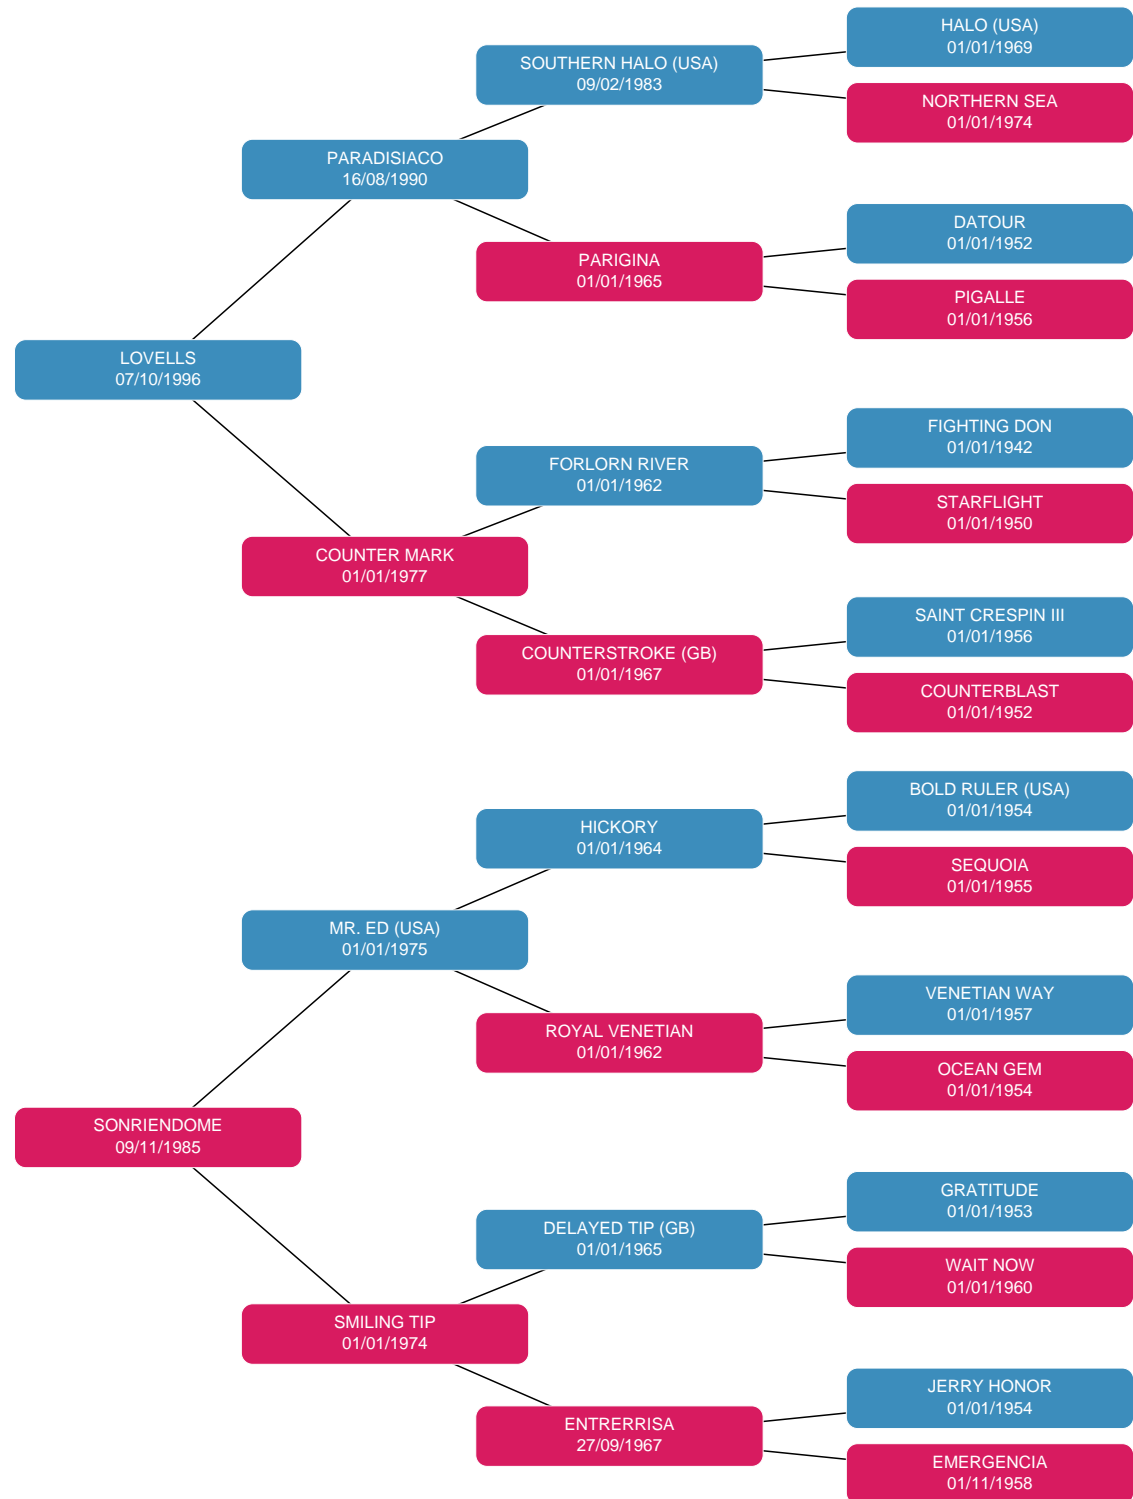 HALO (USA)
01/01/1969
SOUTHERN HALO (USA)
09/02/1983
NORTHERN SEA
01/01/1974
PARADISIACO
16/08/1990
DATOUR
01/01/1952
PARIGINA
01/01/1965
PIGALLE
01/01/1956
LOVELLS
07/10/1996
FIGHTING DON
01/01/1942
FORLORN RIVER
01/01/1962
STARFLIGHT
01/01/1950
COUNTER MARK
01/01/1977
SAINT CRESPIN III
01/01/1956
COUNTERSTROKE (GB)
01/01/1967
COUNTERBLAST
01/01/1952
BOLD RULER (USA)
01/01/1954
HICKORY
01/01/1964
SEQUOIA
01/01/1955
MR. ED (USA)
01/01/1975
VENETIAN WAY
01/01/1957
ROYAL VENETIAN
01/01/1962
OCEAN GEM
01/01/1954
SONRIENDOME
09/11/1985
GRATITUDE
01/01/1953
DELAYED TIP (GB)
01/01/1965
WAIT NOW
01/01/1960
SMILING TIP
01/01/1974
JERRY HONOR
01/01/1954
ENTRERRISA
27/09/1967
EMERGENCIA
01/11/1958